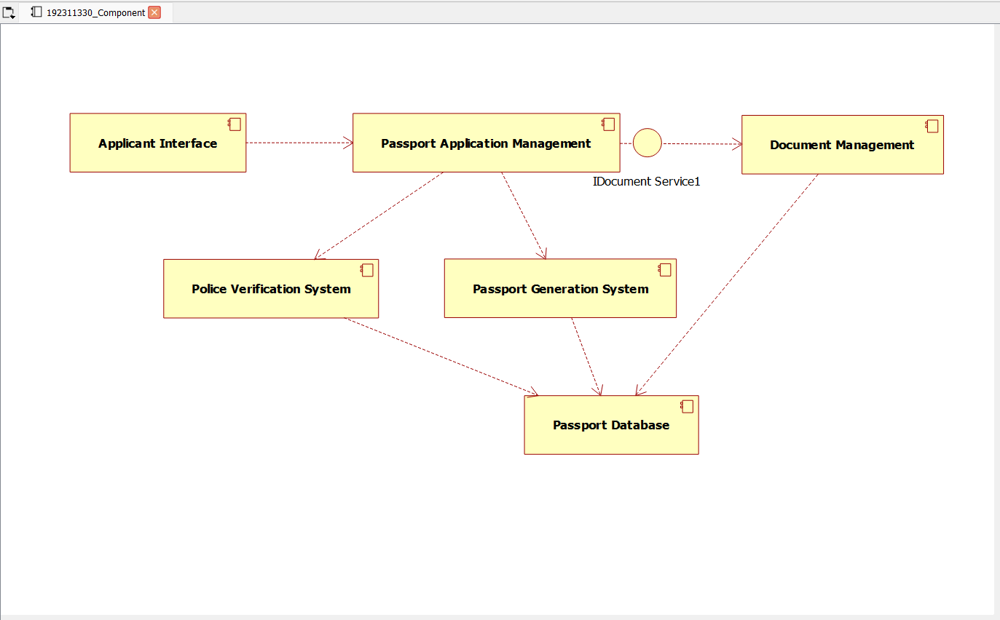 192311330_Component
Applicant Interface
Passport Application Management
Document Management
IDocument Service1
Police Verification System
Passport Generation System
Passport Database